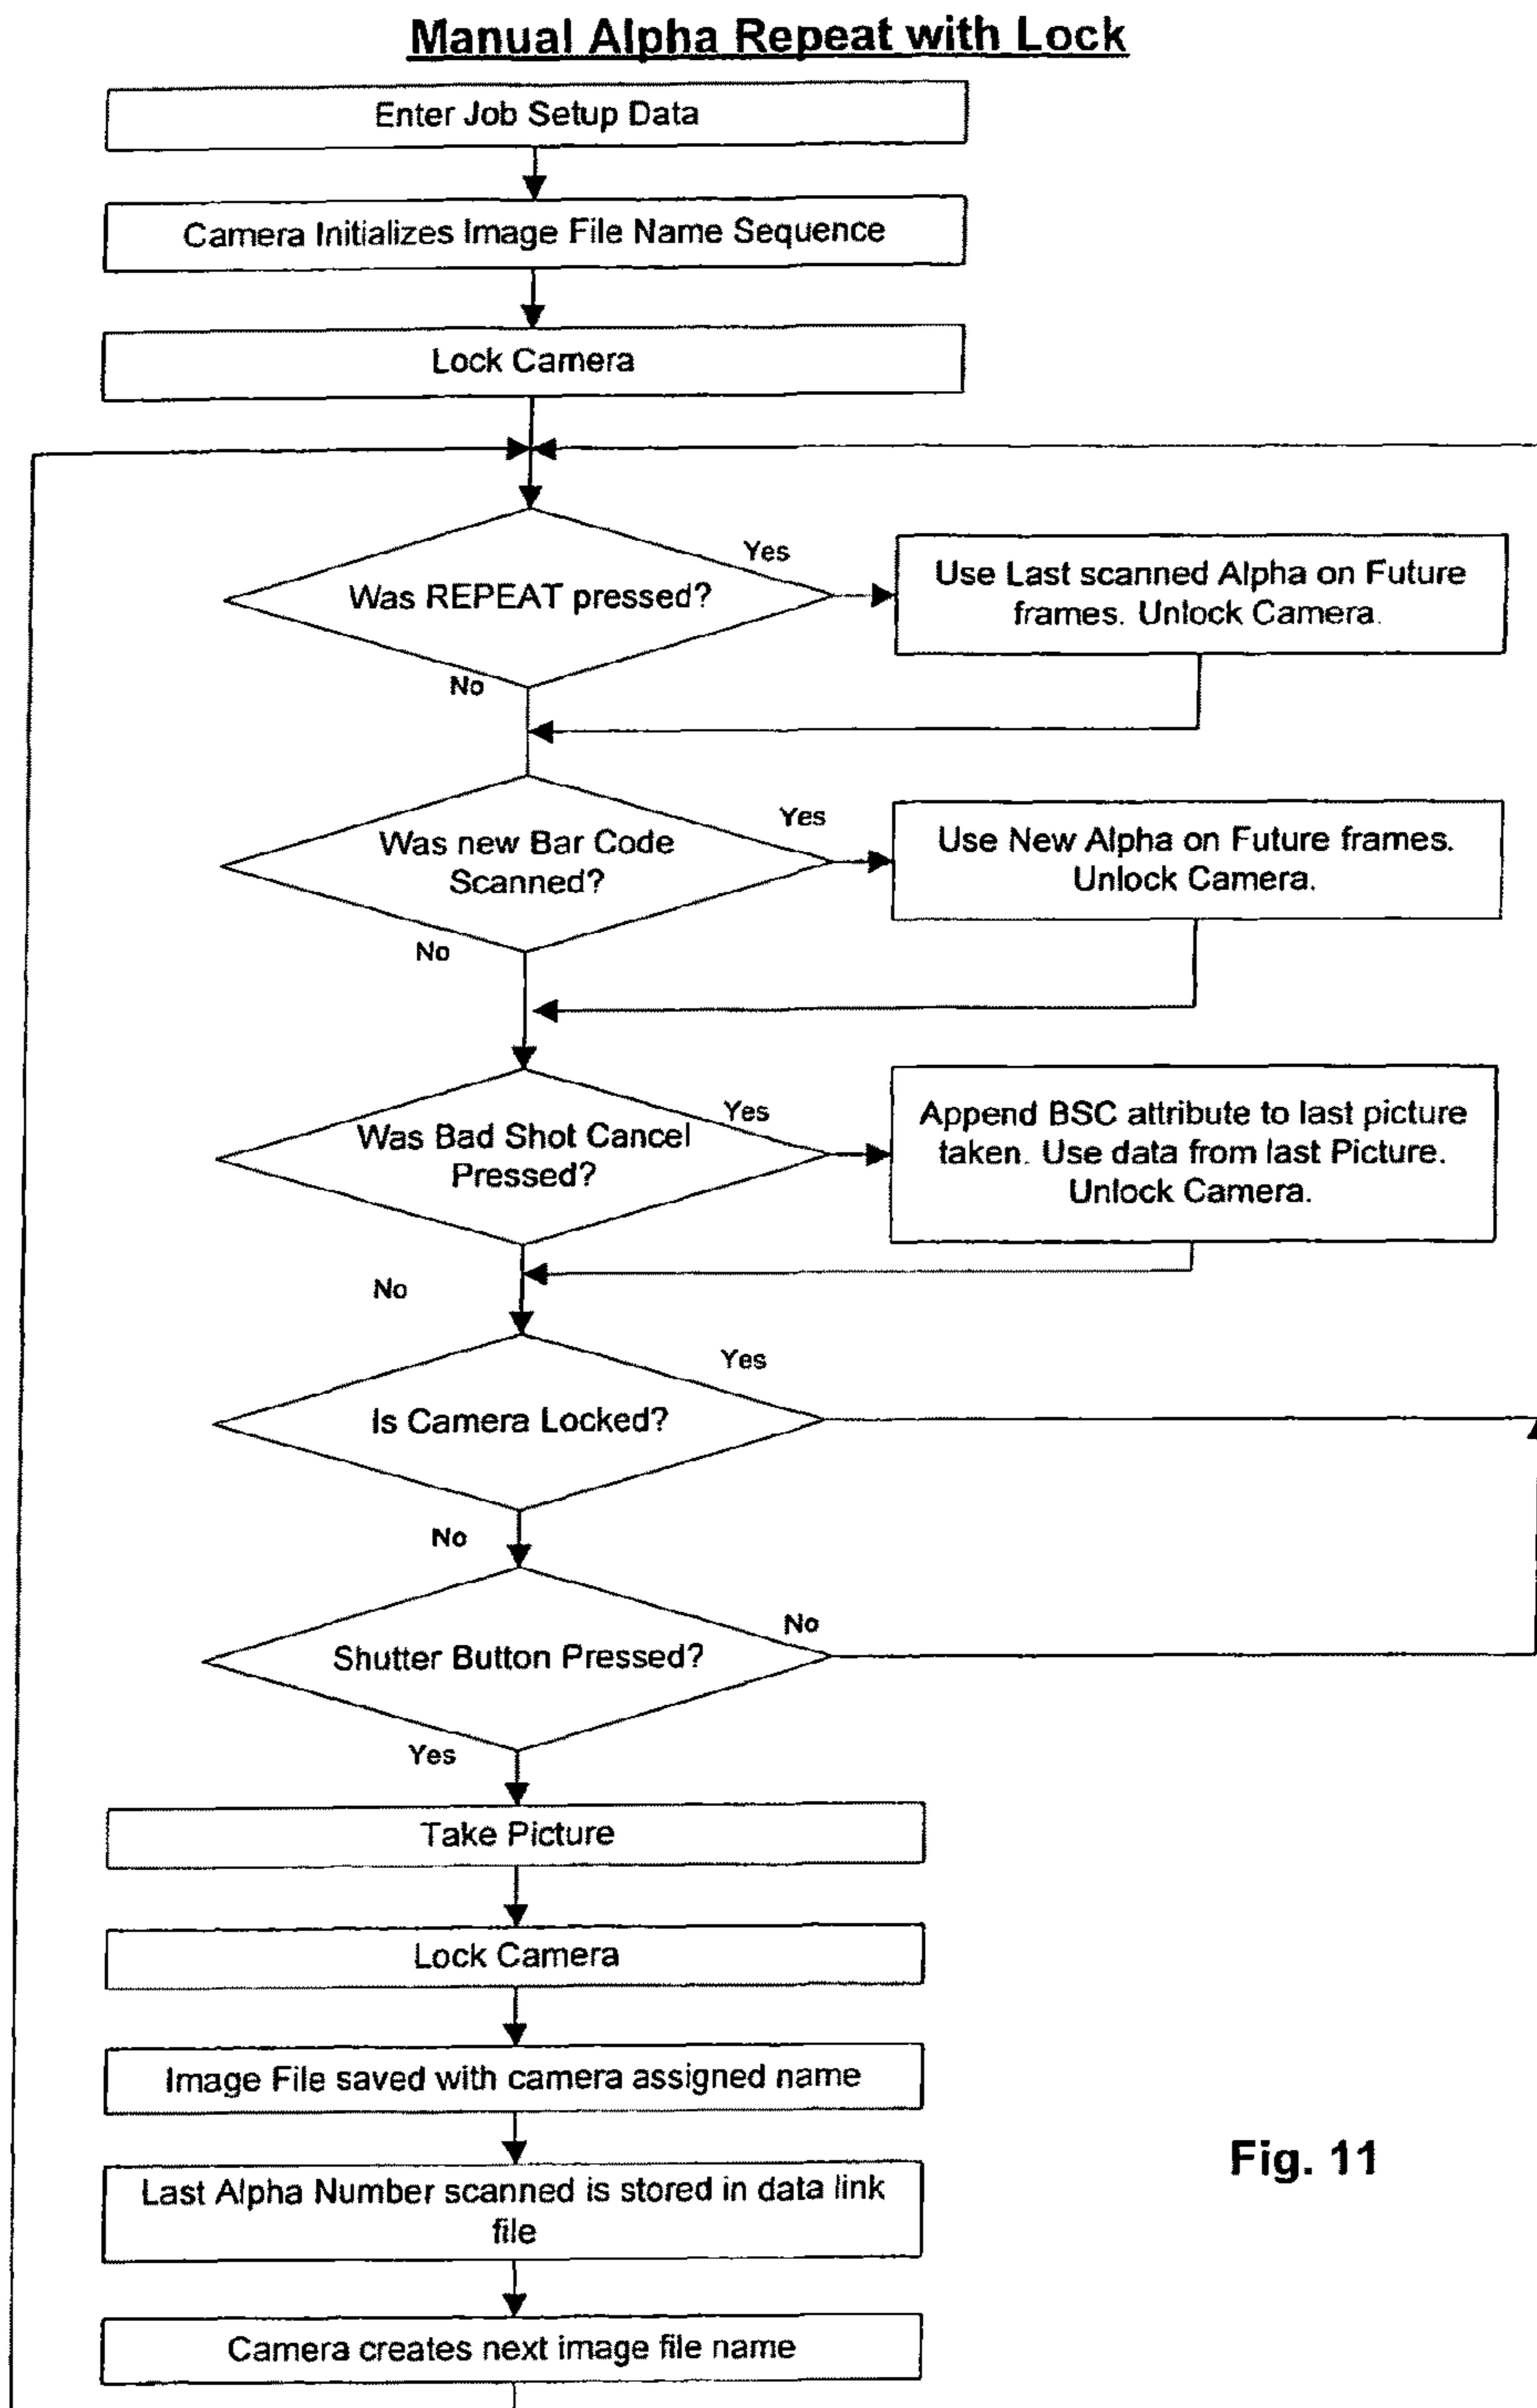 Manual Alpha Repeat with Lock
Enter Job Setup Data
Camera Initializes Image File Name Sequence
Lock Camera
Was REPEAT pressed?
Yes
Use Last scanned Alpha on Future
frames. Unlock Camera.
No
Was new Bar Code
Scanned?
Yes
Use New Alpha on Future frames.
Unlock Camera.
No
Was Bad Shot Cancel
Pressed?
Yes
Append BSC attribute to last picture
taken. Use data from last Picture.
Unlock Camera.
No
Is Camera Locked?
Yes
No
Shutter Button Pressed?
No
Yes
Take Picture
Lock Camera
Image File saved with camera assigned name
Last Alpha Number scanned is stored in data link
file
Camera creates next image file name
Fig. 11